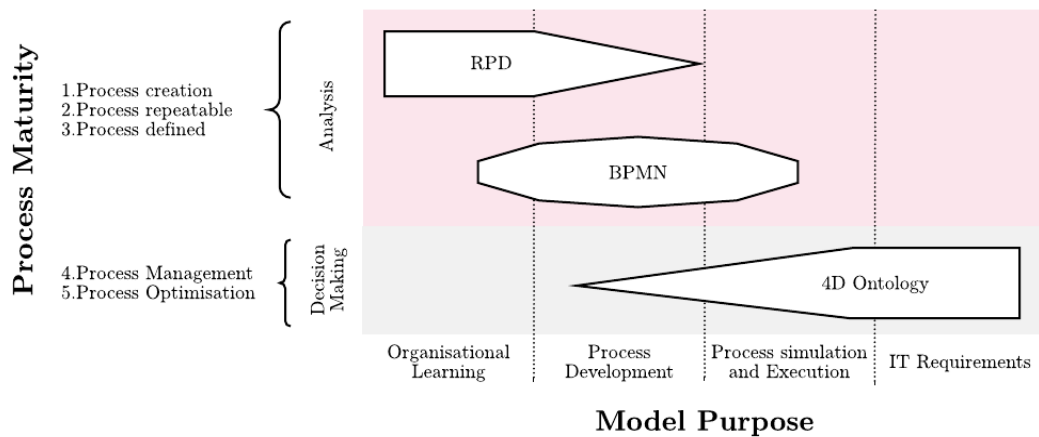 Process Maturity
1.Process creation
2.Process repeatable
3.Process defined
Analysis
RPD
BPMN
4.Process Management
5.Process Optimisation
Decision
Making
4D Ontology
Organisational
Learning
Process
Development
Process simulation
and Execution
IT Requirements
Model Purpose